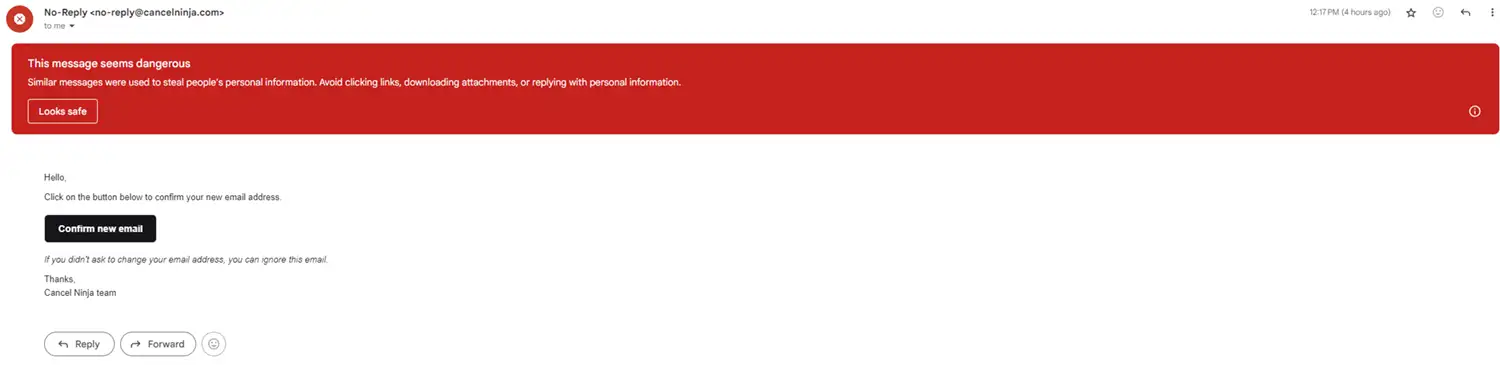 No-Reply <no-reply@cancelninja.com>
12:17 PM (4 hours ago)
to me
This message seems dangerous
Similar messages were used to steal people's personal information. Avoid clicking links, downloading attachments, or replying with personal information.
Looks safe
Hello,
Click on the button below to confirm your new email address.
Confirm new email
If you didn't ask to change your email address, you can ignore this email.
Thanks,
Cancel Ninja team
Reply
Forward